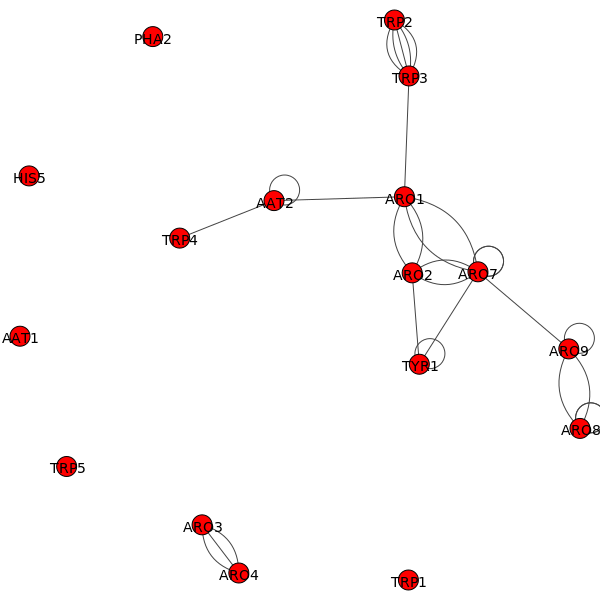 TRP2
PHA2
TRP3
HIS5
ARO1
AAT2
TRP4
ARO2
ARO7
AAT1
ARO9
TYR1
ARO8
TRP5
ARO3
ARO4
TRP1